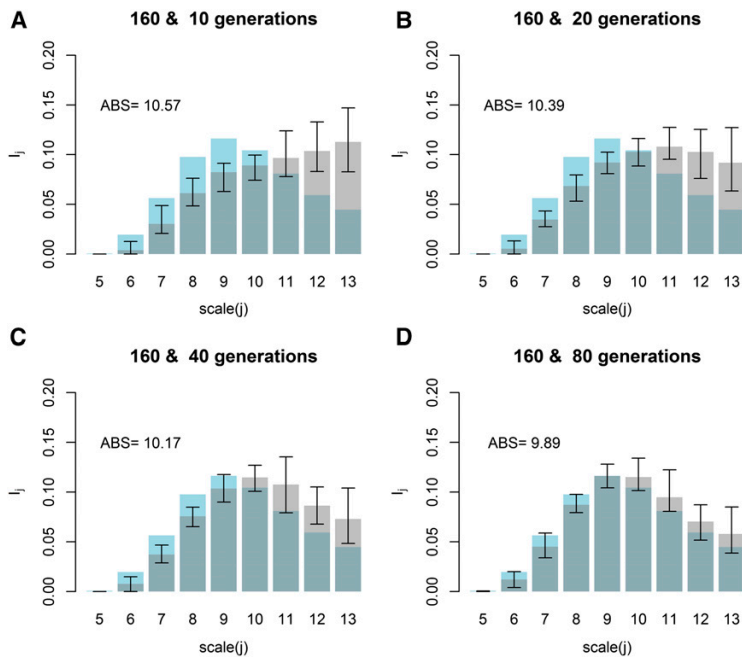 A
160 & 10 generations
0.20
0.15
0.10
0.05
0.00
Ij
ABS= 10.57
5 6 7 8 9 10 11 12 13
scale(j)
B
160 & 20 generations
0.20
0.15
0.10
0.05
0.00
Ij
ABS= 10.39
5 6 7 8 9 10 11 12 13
scale(j)
C
160 & 40 generations
0.20
0.15
0.10
0.05
0.00
Ij
ABS= 10.17
5 6 7 8 9 10 11 12 13
scale(j)
D
160 & 80 generations
0.20
0.15
0.10
0.05
0.00
Ij
ABS= 9.89
5 6 7 8 9 10 11 12 13
scale(j)